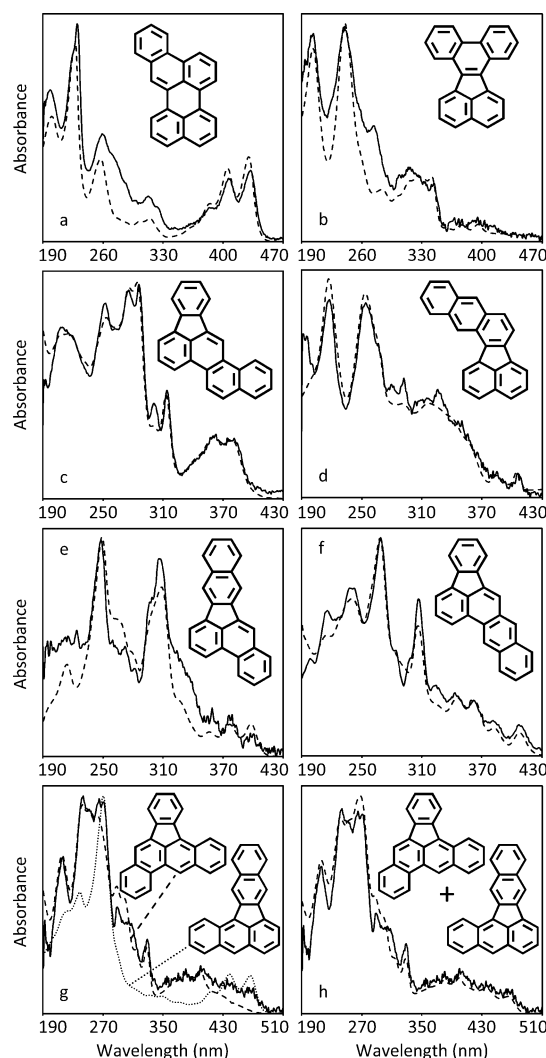 Absorbance
a
b
190 260 330 400 470 190 260 330 400 470
Absorbance
c
d
190 250 310 370 430 190 250 310 370 430
Absorbance
e
f
190 250 310 370 430 190 250 310 370 430
Absorbance
+
g
h
190 270 350 430 510 190 270 350 430 510
Wavelength (nm) Wavelength (nm)